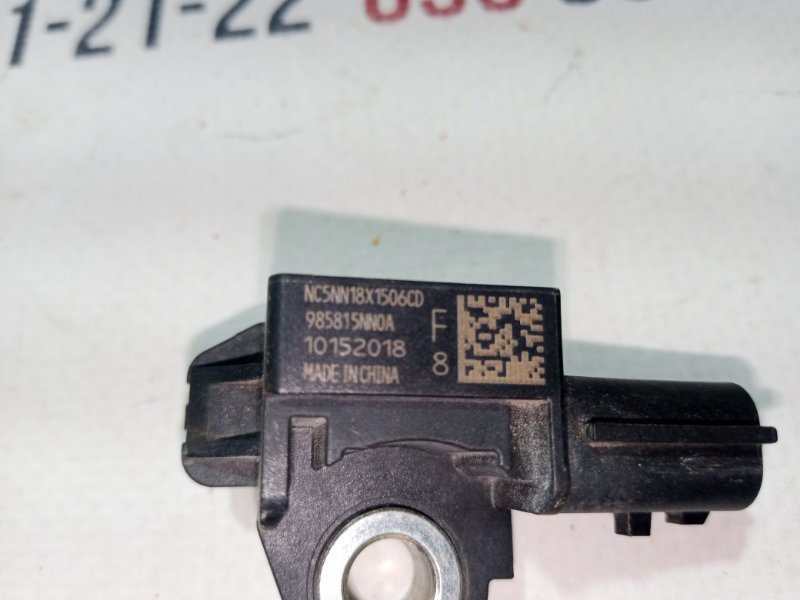 1-21-22
NC5NN18X1506CD
985815NN0A
10152018
MADE IN CHINA
F
8